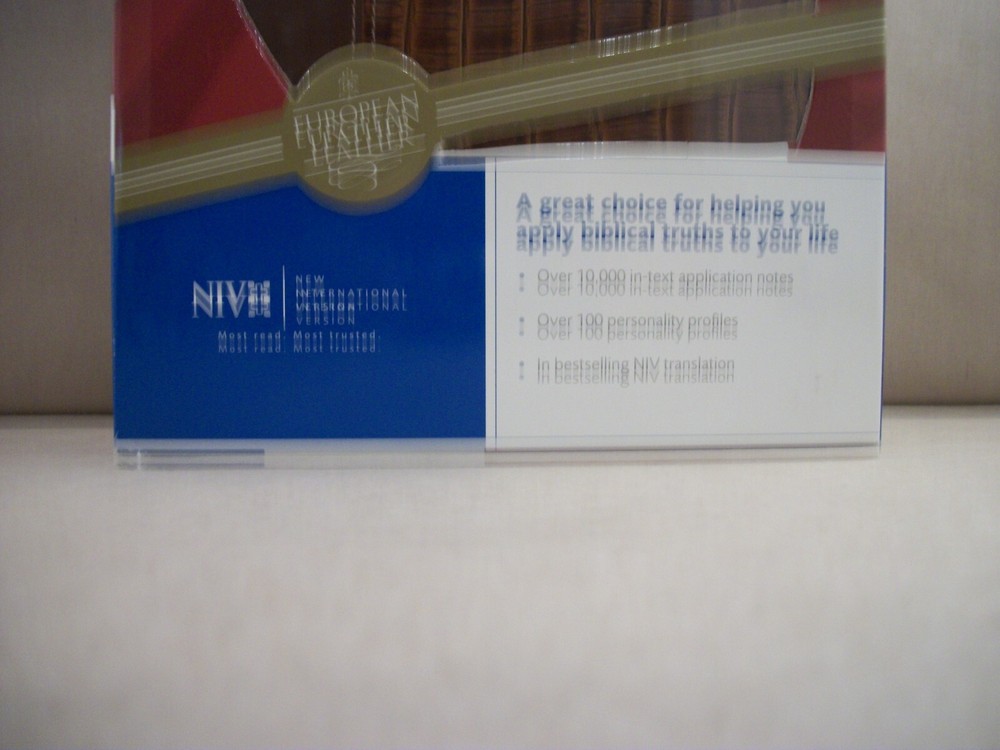 EUROPEAN
LEATHER
NIV
NEW
INTERNATIONAL
VERSION
Most read. Most trusted.
A great choice for helping you
apply biblical truths to your life
• Over 10,000 in-text application notes
• Over 100 personality profiles
• In bestselling NIV translation